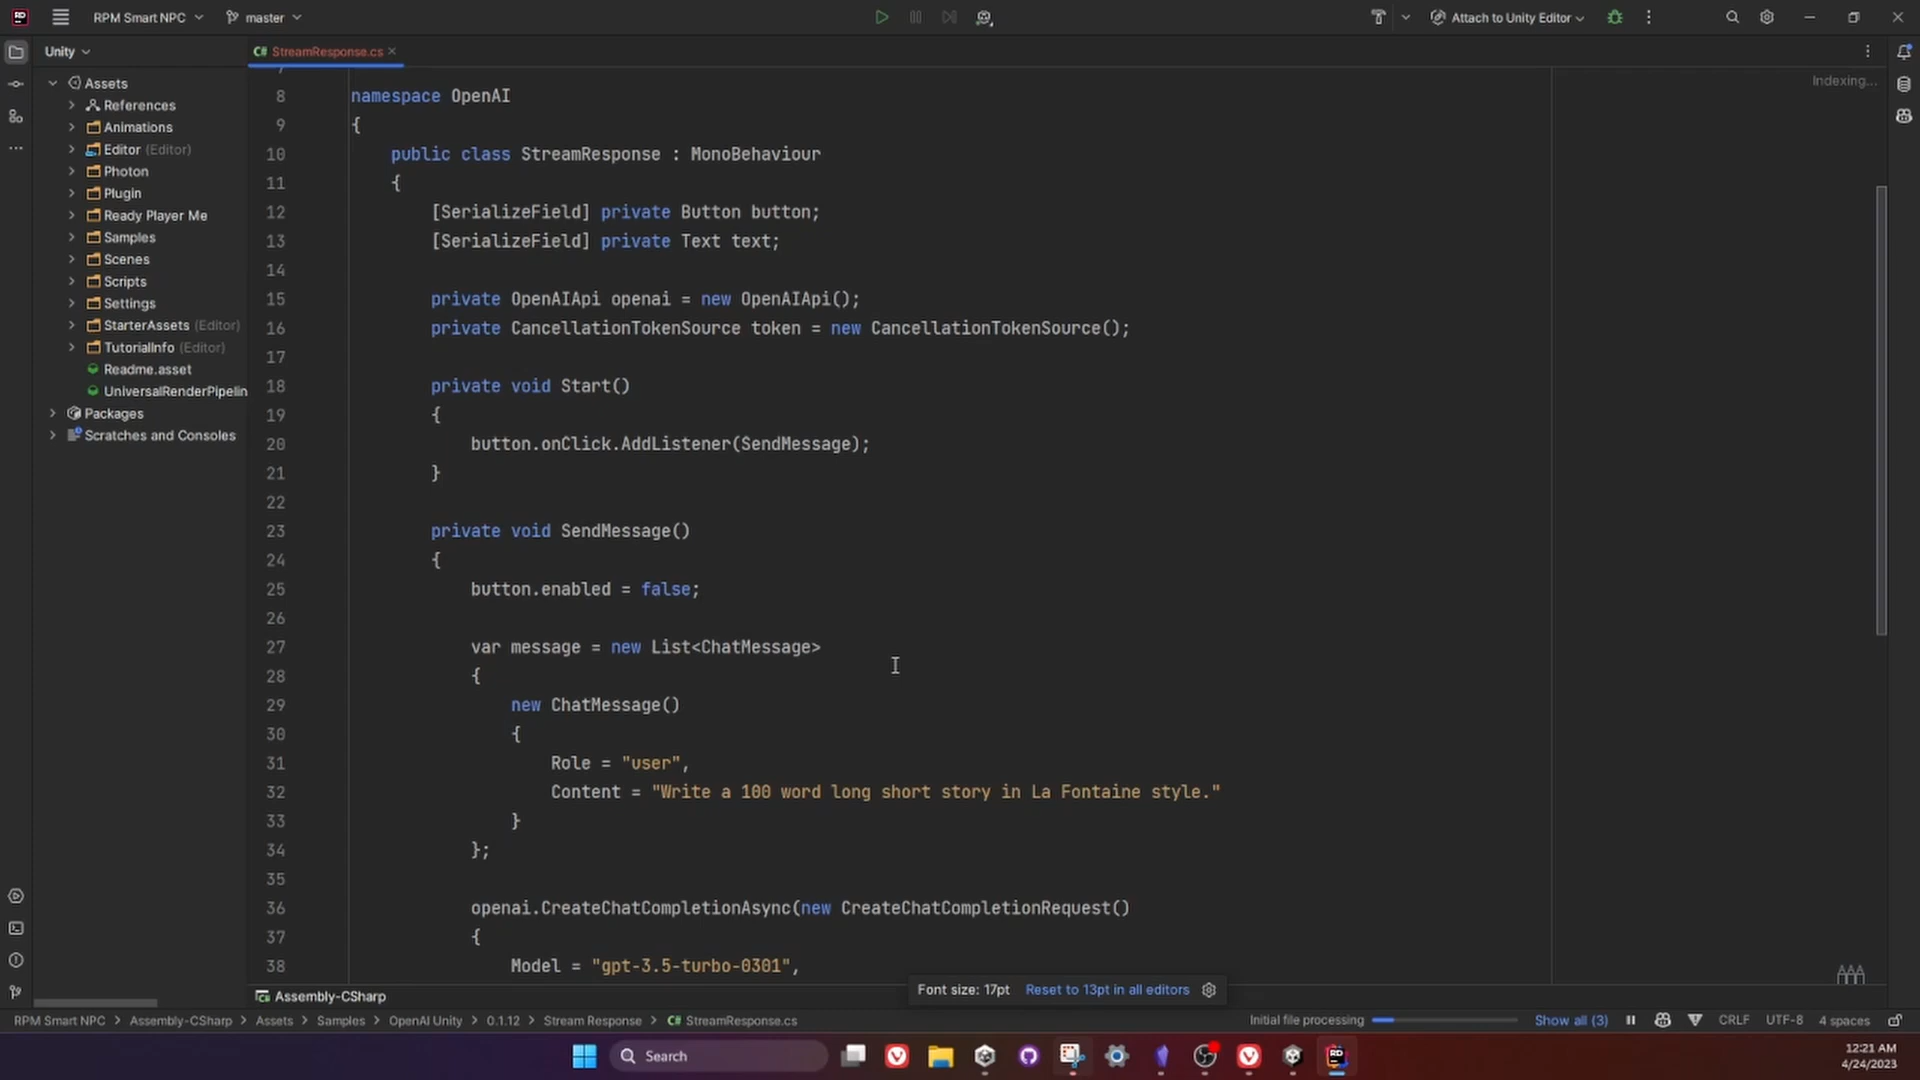 RPM Smart NPC
master
Attach to Unity Editor
Unity
C# StreamResponse.cs
Indexing...
Assets
References
Animations
Editor (Editor)
Photon
Plugin
Ready Player Me
Samples
Scenes
Scripts
Settings
StarterAssets (Editor)
TutorialInfo (Editor)
Readme.asset
UniversalRenderPipelin
Packages
Scratches and Consoles
8 namespace OpenAI
9 {
10 public class StreamResponse : MonoBehaviour
11 {
12 [SerializeField] private Button button;
13 [SerializeField] private Text text;
14
15 private OpenAIApi openai = new OpenAIApi();
16 private CancellationTokenSource token = new CancellationTokenSource();
17
18 private void Start()
19 {
20 button.onClick.AddListener(SendMessage);
21 }
22
23 private void SendMessage()
24 {
25 button.enabled = false;
26
27 var message = new List<ChatMessage>
28 {
29 new ChatMessage()
30 {
31 Role = "user",
32 Content = "Write a 100 word long short story in La Fontaine style."
33 }
34 };
35
36 openai.CreateChatCompletionAsync(new CreateChatCompletionRequest()
37 {
38 Model = "gpt-3.5-turbo-0301",
Font size: 17pt Reset to 13pt in all editors
Assembly-CSharp
RPM Smart NPC > Assembly-CSharp > Assets > Samples > OpenAI Unity > 0.1.12 > Stream Response > C# StreamResponse.cs
Initial file processing
Show all (3)
CRLF UTF-8 4 spaces
Search
12:21 AM
4/24/2023